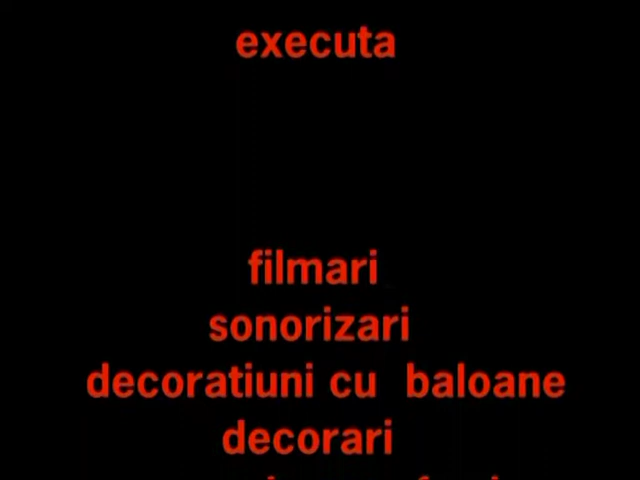 executa
filmari
sonorizari
decoratiuni cu baloane
decorari